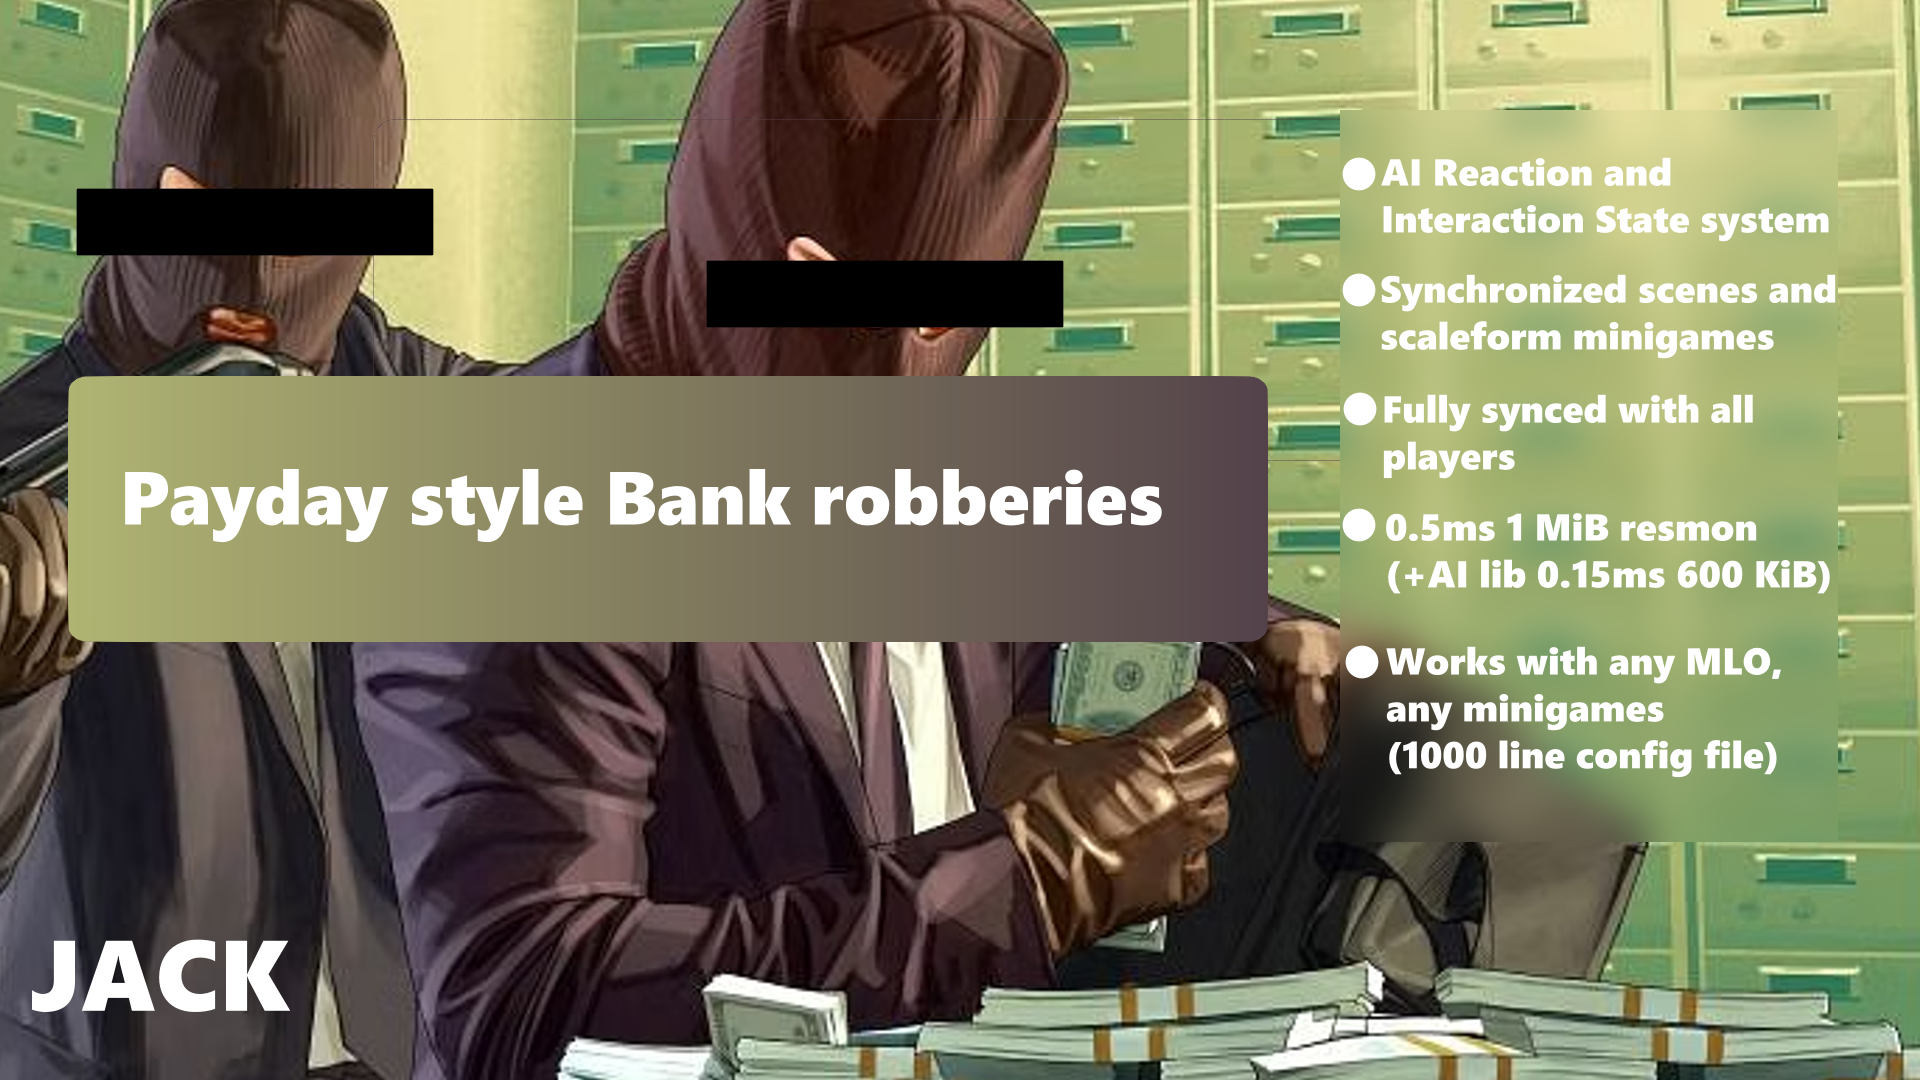 Payday style Bank robberies
JACK
AI Reaction and
Interaction State system
Synchronized scenes and
scaleform minigames
Fully synced with all
players
0.5ms 1 MiB resmon
(+AI lib 0.15ms 600 KiB)
Works with any MLO,
any minigames
(1000 line config file)